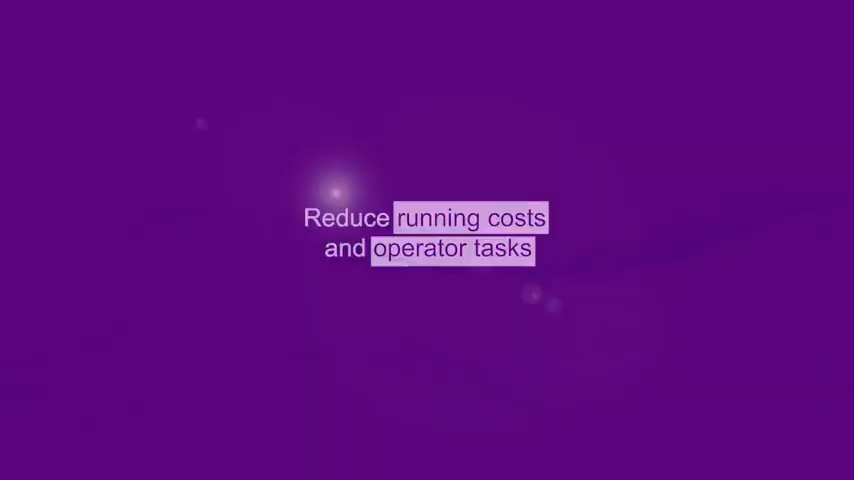 Reduce running costs
and operator tasks